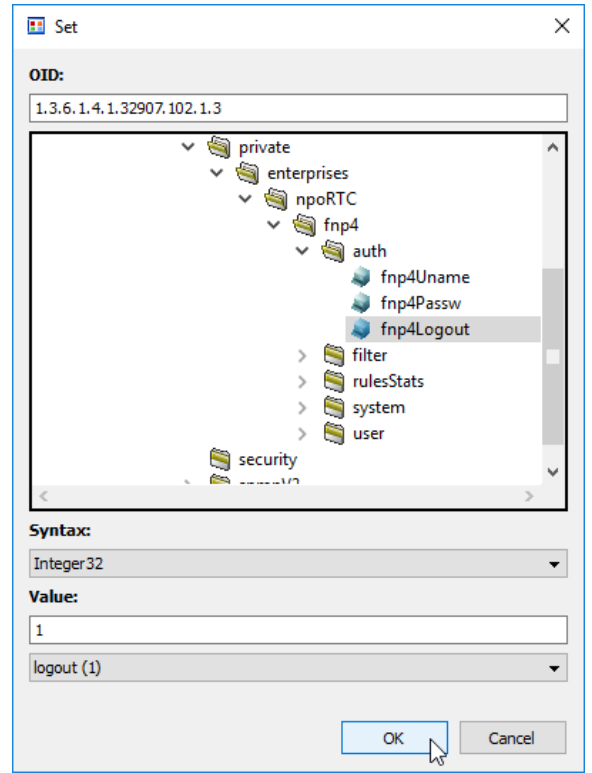 Set
OID:
1.3.6.1.4.1.32907.102.1.3
private
enterprises
npoRTC
fnp4
auth
fnp4Uname
fnp4Passw
fnp4Logout
filter
rulesStats
system
user
security
Syntax:
Integer32
Value:
1
logout (1)
OK
Cancel